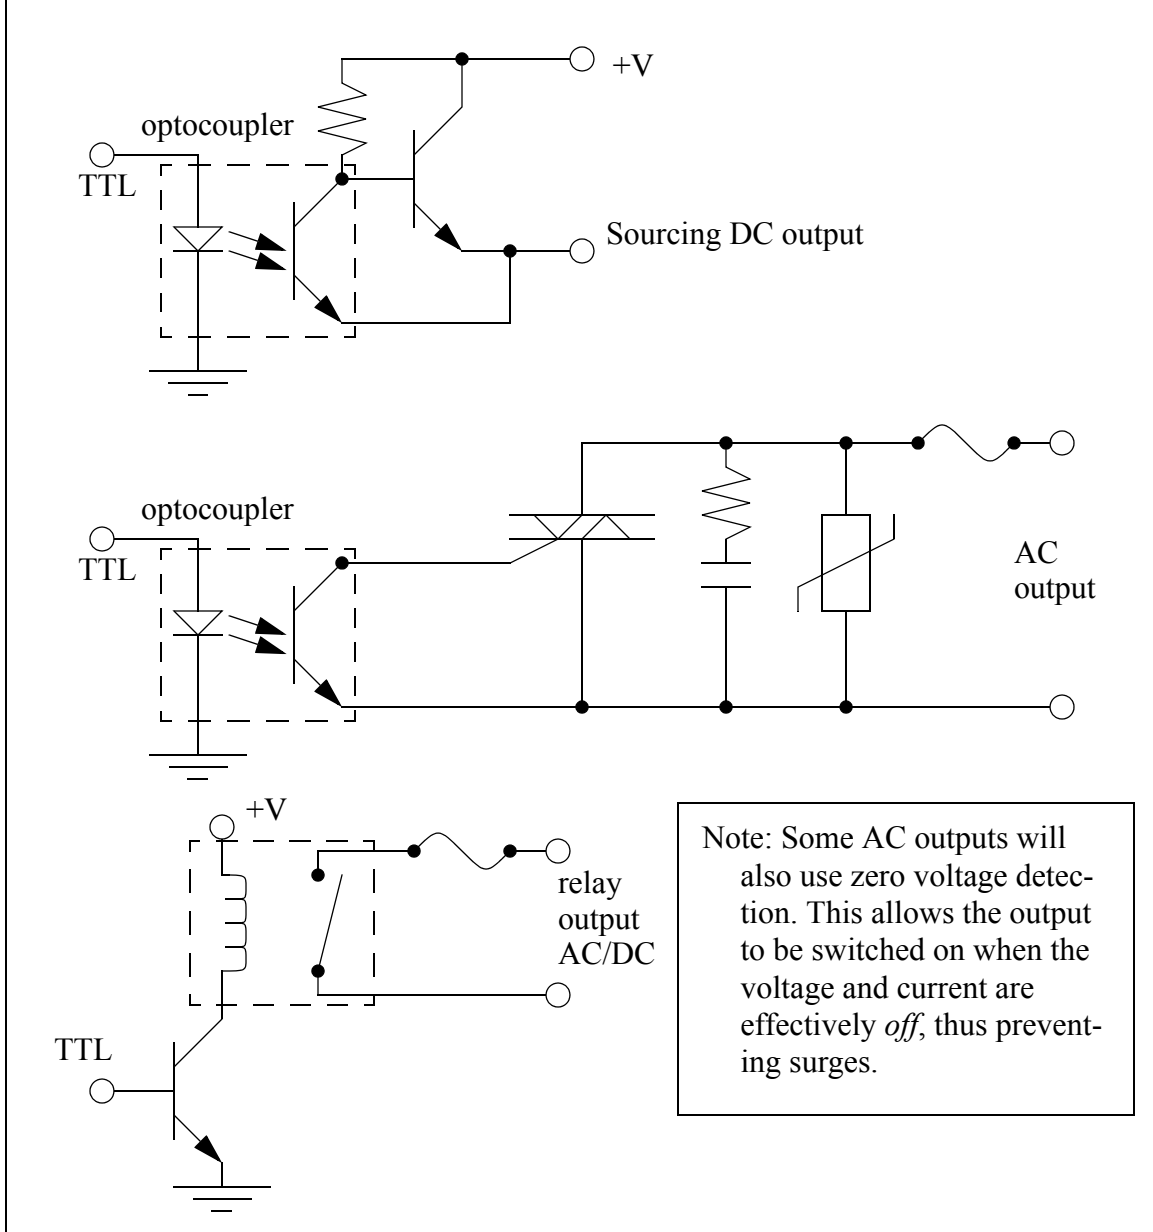 +V
optocoupler
TTL
Sourcing DC output
optocoupler
TTL
AC
output
+V
relay
output
AC/DC
TTL
Note: Some AC outputs will
also use zero voltage detec-
tion. This allows the output
to be switched on when the
voltage and current are
effectively off, thus prevent-
ing surges.